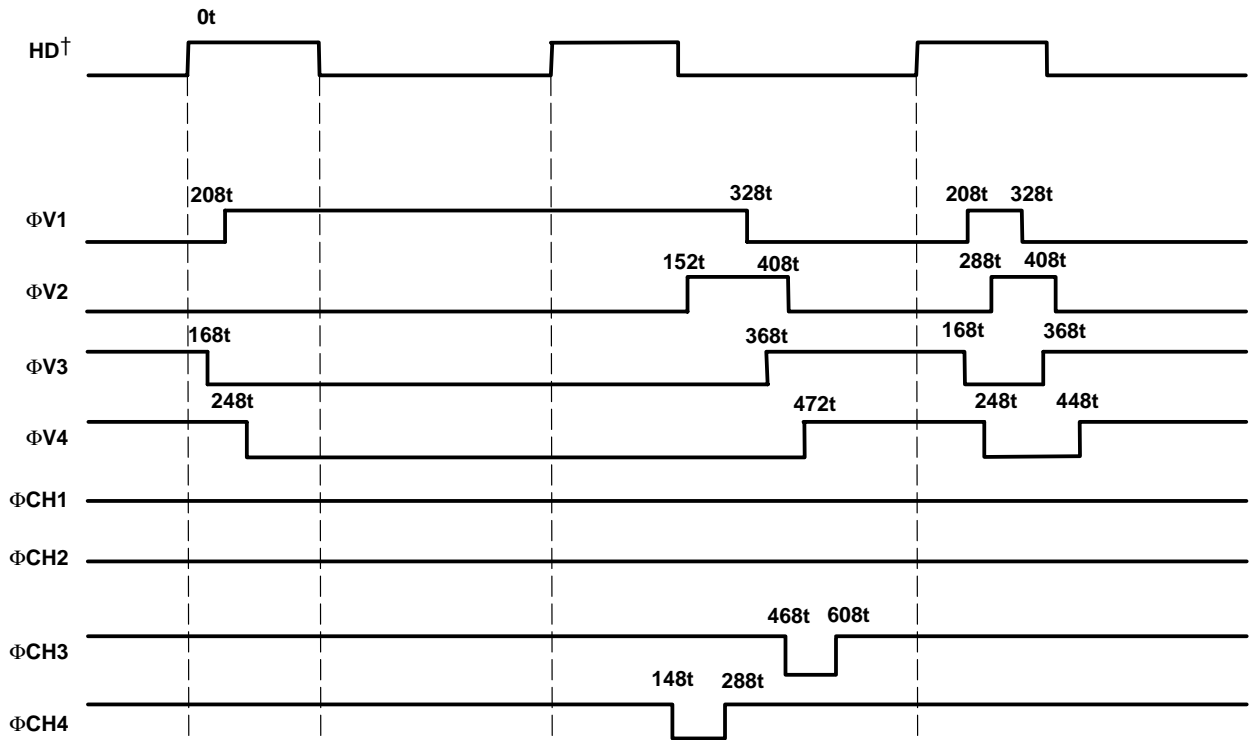 0t
HD†
208t 328t 208t 328t
ΦV1
152t 408t 288t 408t
ΦV2
168t 368t 168t 368t
ΦV3
248t 472t 248t 448t
ΦV4
ΦCH1
ΦCH2
468t 608t
ΦCH3
148t 288t
ΦCH4